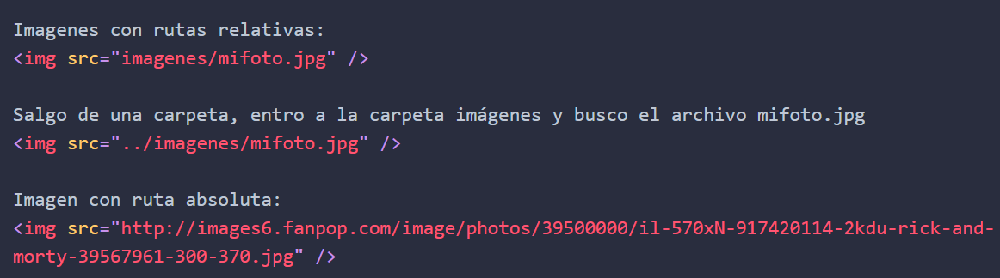 Imagenes con rutas relativas:
<img src="imagenes/mifoto.jpg" />
Salgo de una carpeta, entro a la carpeta imágenes y busco el archivo mifoto.jpg
<img src="../imagenes/mifoto.jpg" />
Imagen con ruta absoluta:
<img src="http://images6.fanpop.com/image/photos/39500000/il-570xN-917420114-2kdu-rick-and-
morty-39567961-300-370.jpg" />